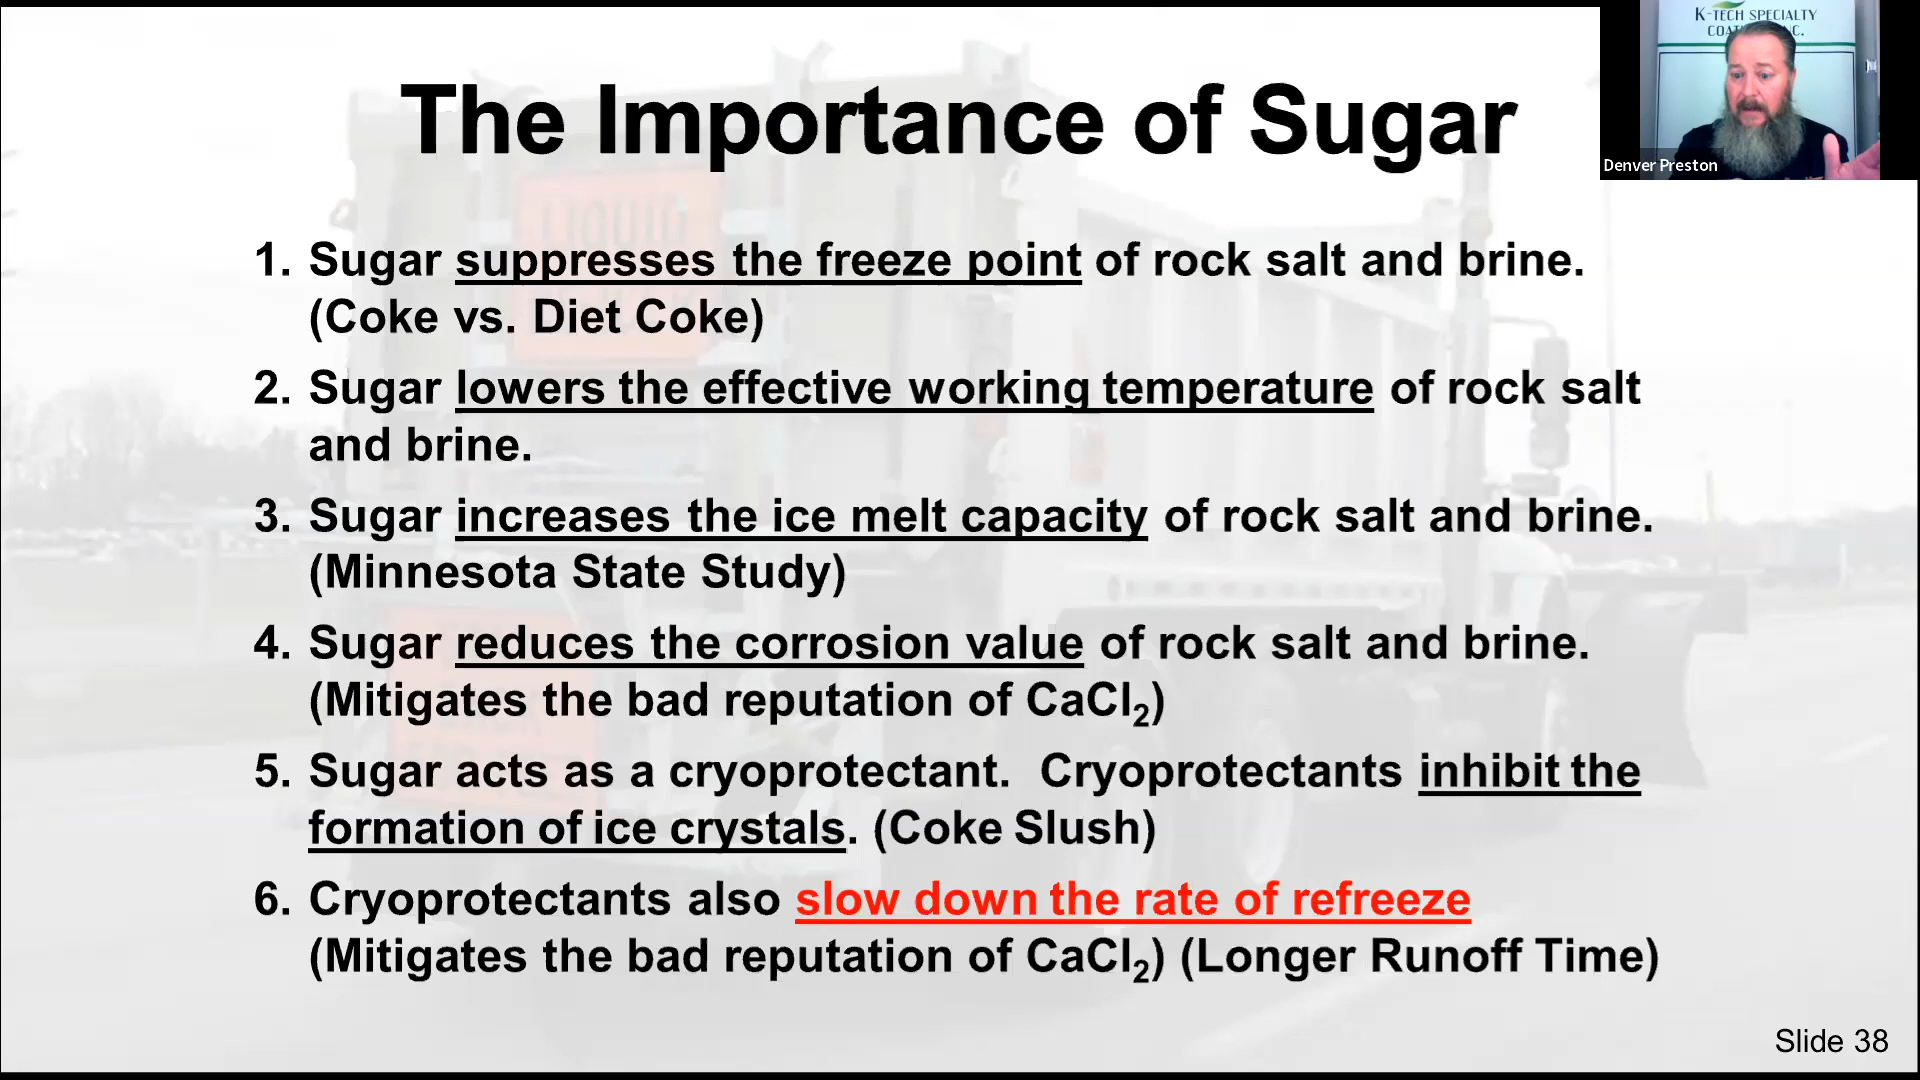 The Importance of Sugar
K-TECH SPECIALTY
Denver Preston
1. Sugar suppresses the freeze point of rock salt and brine.
(Coke vs. Diet Coke)
2. Sugar lowers the effective working temperature of rock salt
and brine.
3. Sugar increases the ice melt capacity of rock salt and brine.
(Minnesota State Study)
4. Sugar reduces the corrosion value of rock salt and brine.
(Mitigates the bad reputation of CaCl₂)
5. Sugar acts as a cryoprotectant. Cryoprotectants inhibit the
formation of ice crystals. (Coke Slush)
6. Cryoprotectants also slow down the rate of refreeze
(Mitigates the bad reputation of CaCl₂) (Longer Runoff Time)
Slide 38
LIQUID